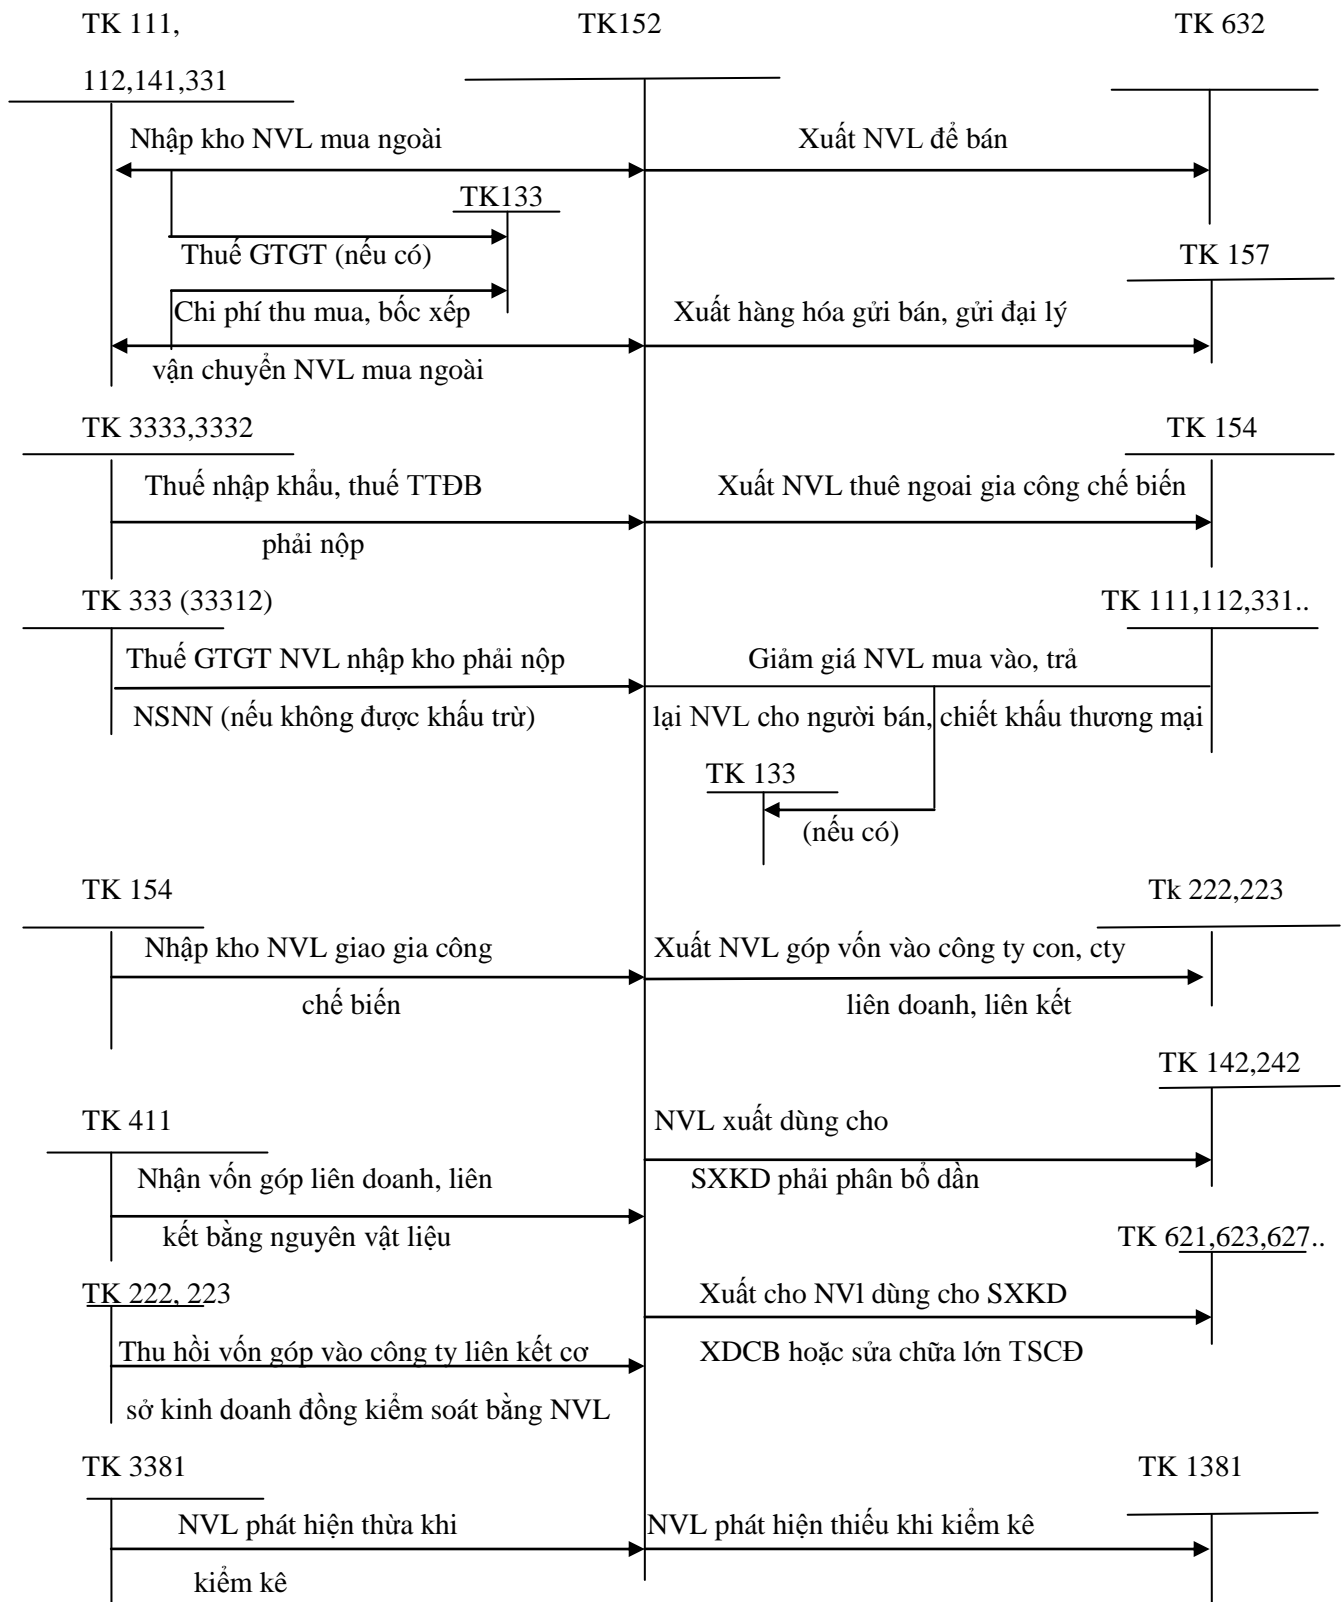 TK 111,
TK152
TK 632
112,141,331
Nhập kho NVL mua ngoài
Xuất NVL để bán
TK133
Thuế GTGT (nếu có)
TK 157
Chi phí thu mua, bốc xếp
Xuất hàng hóa gửi bán, gửi đại lý
vận chuyển NVL mua ngoài
TK 3333,3332
TK 154
Thuế nhập khẩu, thuế TTĐB
Xuất NVL thuê ngoai gia công chế biến
phải nộp
TK 333 (33312)
TK 111,112,331..
Thuế GTGT NVL nhập kho phải nộp
Giảm giá NVL mua vào, trả
NSNN (nếu không được khấu trừ)
lại NVL cho người bán, chiết khấu thương mại
TK 133
(nếu có)
TK 154
Tk 222,223
Nhập kho NVL giao gia công
Xuất NVL góp vốn vào công ty con, cty
chế biến
liên doanh, liên kết
TK 142,242
TK 411
NVL xuất dùng cho
Nhận vốn góp liên doanh, liên
SXKD phải phân bổ dần
kết bằng nguyên vật liệu
TK 621,623,627..
TK 222, 223
Xuất cho NVl dùng cho SXKD
Thu hồi vốn góp vào công ty liên kết cơ
XDCB hoặc sửa chữa lớn TSCĐ
sở kinh doanh đồng kiểm soát bằng NVL
TK 3381
TK 1381
NVL phát hiện thừa khi
NVL phát hiện thiếu khi kiểm kê
kiểm kê